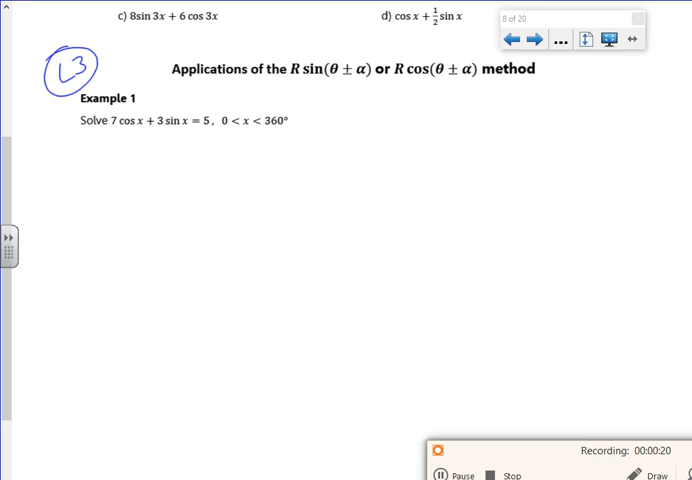 c) 8sin 3x + 6 cos 3x
d) cos x + 1/2 sin x
8 of 20
L3
Applications of the R sin(θ ± α) or R cos(θ ± α) method
Example 1
Solve 7 cos x + 3 sin x = 5, 0 < x < 360°
Recording: 00:00:20
Pause
Stop
Draw